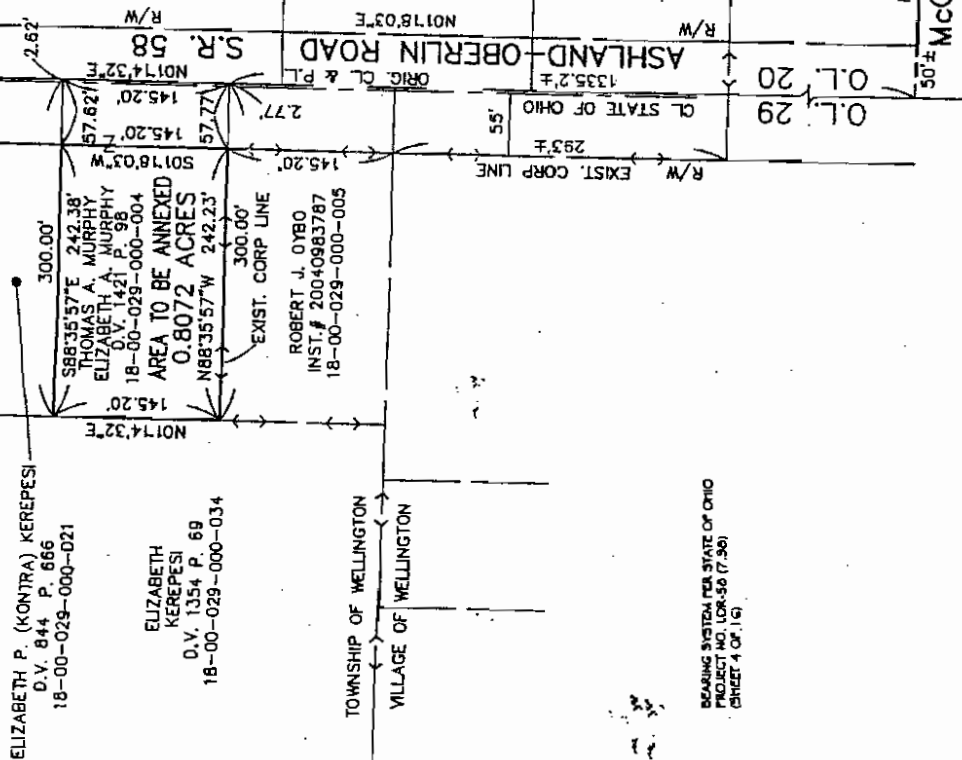 R/W
N01°18'03"E
2.62'
S.R. 58
ASHLAND-OBERLIN ROAD
R/W
McC
50'±
N01°14'32"E
145.20'
2.77'
ORIG. CL & P.L.
1335.2'±
O.L. 20
O.L. 29
CL STATE OF OHIO
57.62'
57.77'
145.20'
S01°18'03"W
145.20'
55'
293'±
R/W
EXIST. CORP LINE
300.00'
S88°35'57"E 242.38'
THOMAS A. MURPHY
ELIZABETH A. MURPHY
D.V. 1421 P. 98
18-00-029-000-004
AREA TO BE ANNEXED
0.8072 ACRES
N88°35'57"W 242.23'
300.00'
EXIST. CORP LINE
145.20'
N01°14'32"E
ROBERT J. OYBO
INST.# 20040983787
18-00-029-000-005
ELIZABETH P. (KONTRA) KEREPESI
D.V. 844 P. 666
18-00-029-000-021
ELIZABETH
KEREPESI
D.V. 1354 P. 69
18-00-029-000-034
TOWNSHIP OF WELLINGTON
VILLAGE OF WELLINGTON
BEARING SYSTEM PER STATE OF OHIO
PROJECT NO. LOR-58 (7.98)
(SHEET 4 OF 16)